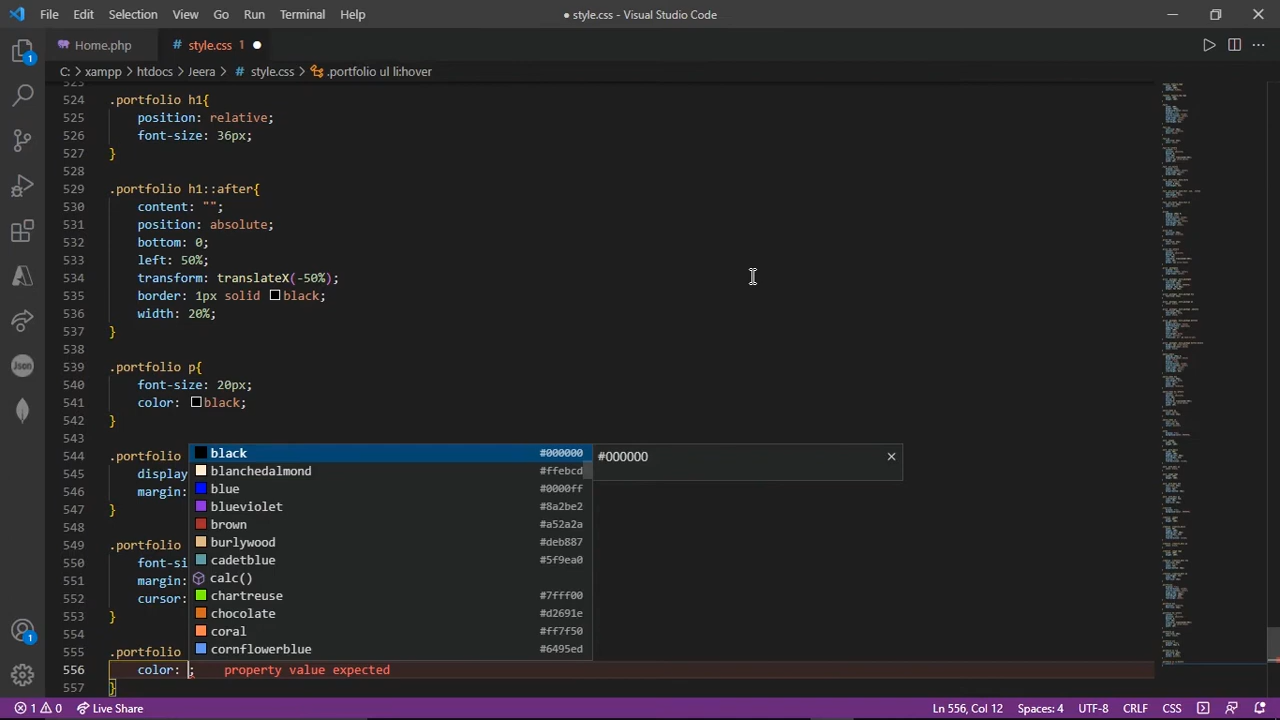 File Edit Selection View Go Run Terminal Help
● style.css - Visual Studio Code
Home.php
style.css 1 ●
C: > xampp > htdocs > Jeera > # style.css > .portfolio ul li:hover
523
524 .portfolio h1{
525 position: relative;
526 font-size: 36px;
527 }
528
529 .portfolio h1::after{
530 content: "";
531 position: absolute;
532 bottom: 0;
533 left: 50%;
534 transform: translateX(-50%);
535 border: 1px solid black;
536 width: 20%;
537 }
538
539 .portfolio p{
540 font-size: 20px;
541 color: black;
542 }
543
544 .portfolio
545 display
546 margin:
547 }
548
549 .portfolio
550 font-si
551 margin:
552 cursor:
553 }
554
555 .portfolio
556 color: ; property value expected
557 }
black #000000
blanchedalmond #ffebcd
blue #0000ff
blueviolet #8a2be2
brown #a52a2a
burlywood #deb887
cadetblue #5f9ea0
calc()
chartreuse #7fff00
chocolate #d2691e
coral #ff7f50
cornflowerblue #6495ed
#000000
1
Json
1
1 0 Live Share
Ln 556, Col 12 Spaces: 4 UTF-8 CRLF CSS